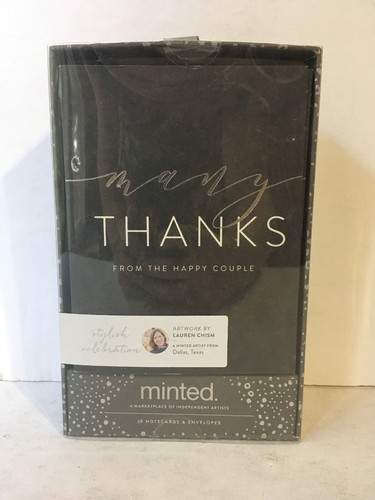 many
THANKS
FROM THE HAPPY COUPLE
stylish
celebration
ARTWORK BY
LAUREN CHISM
A MINTED ARTIST FROM
Dallas, Texas
minted.
A MARKETPLACE OF INDEPENDENT ARTISTS
NOTECARDS & ENVELOPES